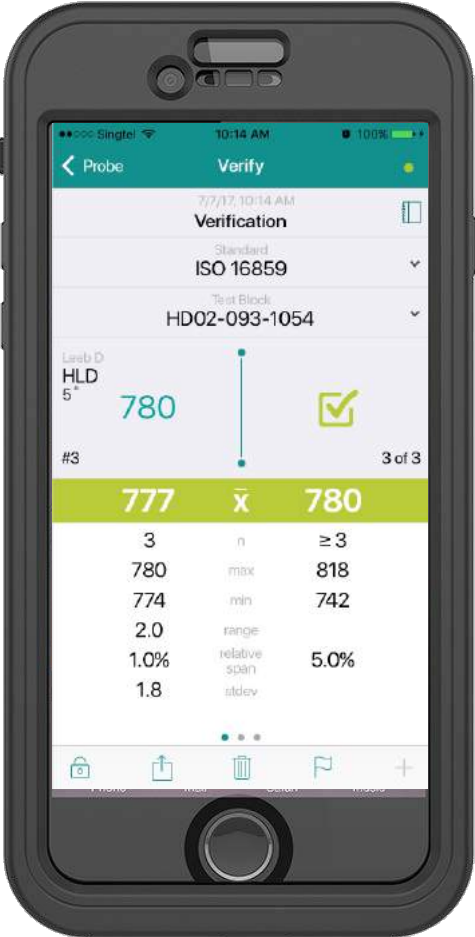 Singtel 10:14 AM 100%
Probe Verify
7/7/17, 10:14 AM
Verification
Standard
ISO 16859
Test Block
HD02-093-1054
Leeb D
HLD
5°
780
#3 3 of 3
777 x̄ 780
3 n ≥ 3
780 max 818
774 min 742
2.0 range
1.0% relative span 5.0%
1.8 stdev